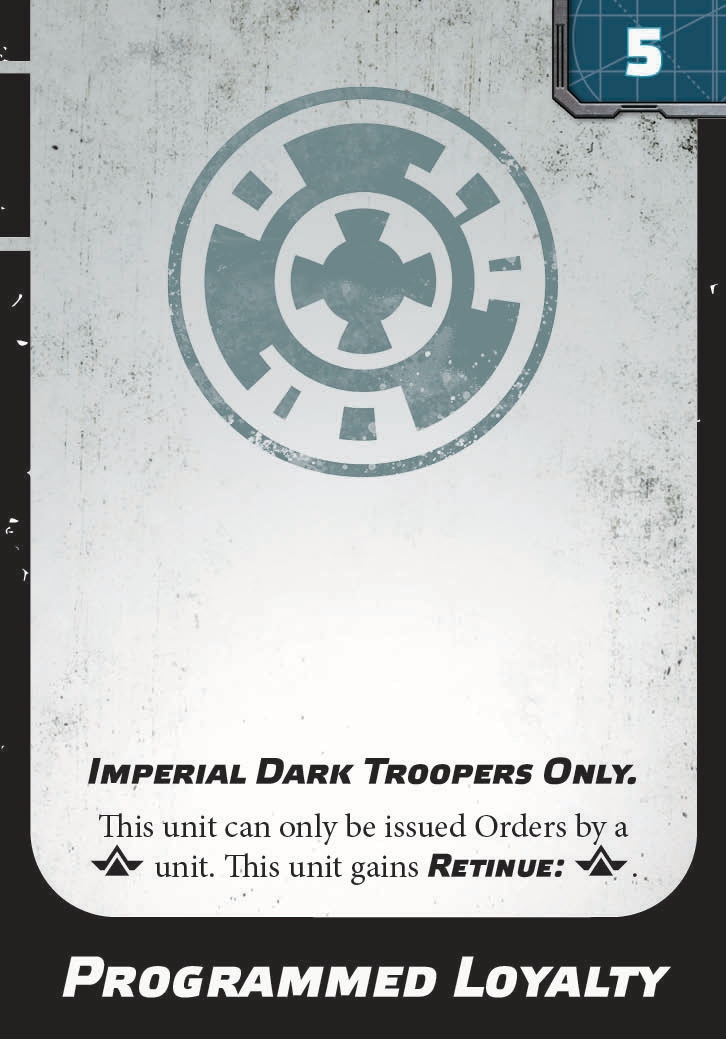 5
IMPERIAL DARK TROOPERS ONLY.
This unit can only be issued Orders by a
unit. This unit gains RETINUE: .
PROGRAMMED LOYALTY